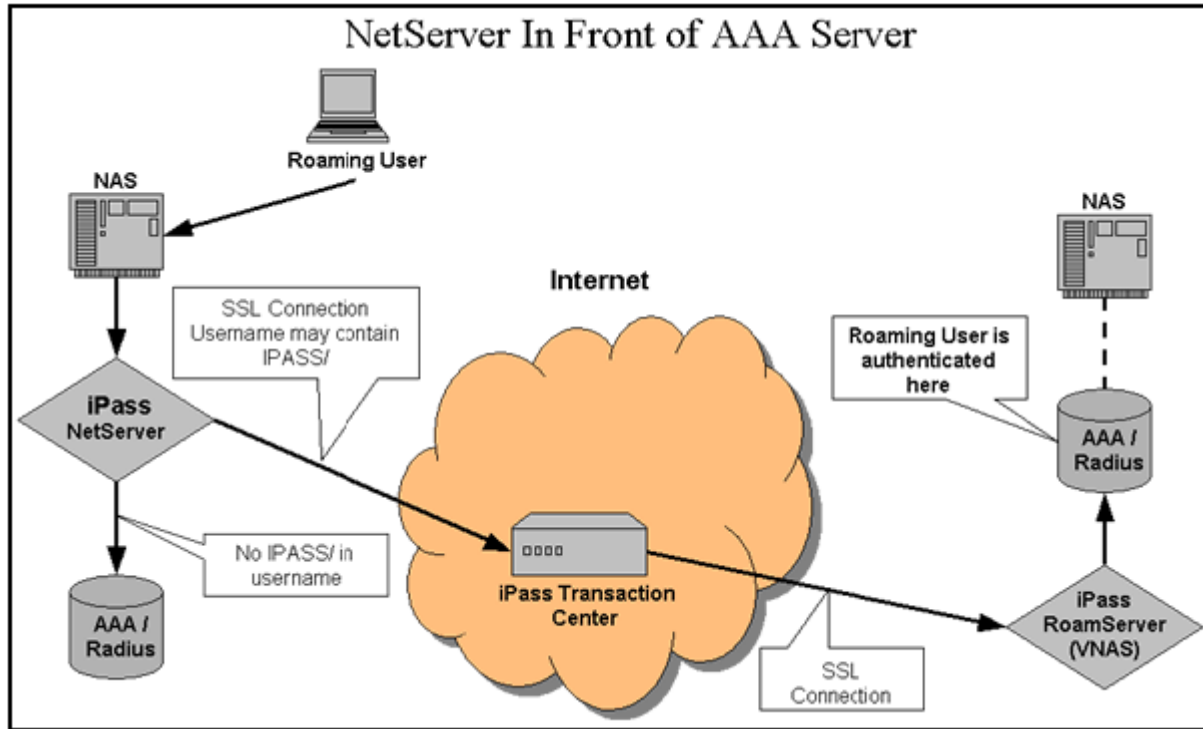 NetServer In Front of AAA Server
Roaming User
NAS
NAS
Internet
SSL Connection
Username may contain
IPASS/
Roaming User is
authenticated
here
iPass
NetServer
AAA /
Radius
No IPASS/ in
username
iPass Transaction
Center
iPass
RoamServer
(VNAS)
AAA /
Radius
SSL
Connection